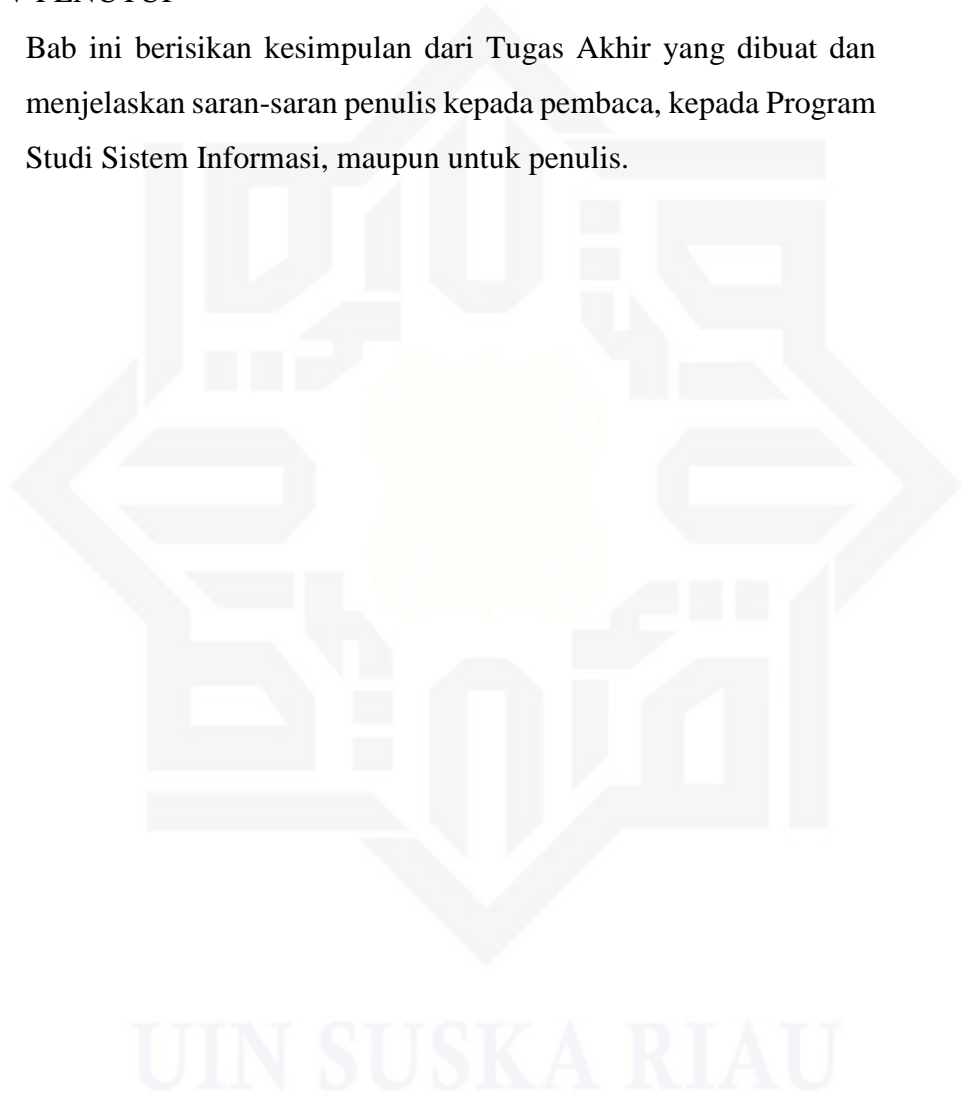 PENUTUP
Bab ini berisikan kesimpulan dari Tugas Akhir yang dibuat dan
menjelaskan saran-saran penulis kepada pembaca, kepada Program
Studi Sistem Informasi, maupun untuk penulis.
UIN SUSKA RIAU